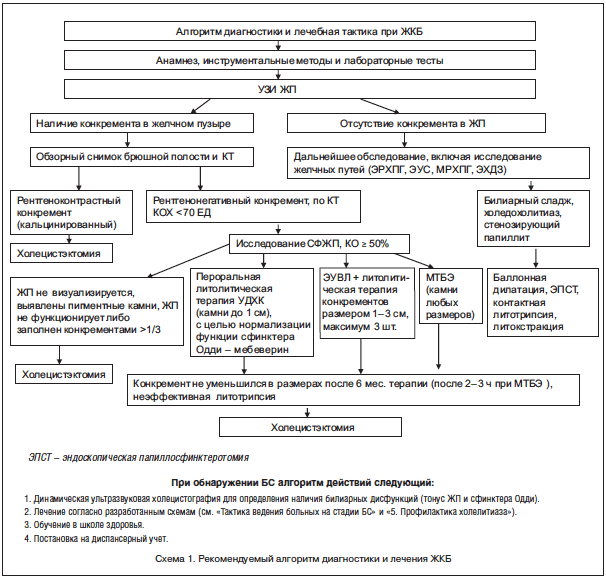 Алгоритм диагностики и лечебная тактика при ЖКБ
Анамнез, инструментальные методы и лабораторные тесты
УЗИ ЖП
Наличие конкремента в желчном пузыре
Отсутствие конкремента в ЖП
Обзорный снимок брюшной полости и КТ
Дальнейшее обследование, включая исследование
желчных путей (ЭРХПГ, ЭУС, МРХПГ, ЭХДЗ)
Рентгеноконтрастный
конкремент
(кальцинированный)
Рентгенонегативный конкремент, по КТ
КОХ <70 ЕД
Билиарный сладж,
холедохолитиаз,
стенозирующий
папиллит
Холецистэктомия
Исследование СФЖП, КО ≥ 50%
ЖП не визуализируется,
выявлены пигментные камни, ЖП
не функционирует либо
заполнен конкрементами >1/3
Пероральная
литолитическая
терапия УДХК
(камни до 1 см),
с целью нормализации
функции сфинктера
Одди – мебеверин
ЭУВЛ + литолити-
ческая терапия
конкрементов
размером 1–3 см,
максимум 3 шт.
МТБЭ
(камни
любых
размеров)
Баллонная
дилатация, ЭПСТ,
контактная
литотрипсия,
литокстракция
Холецистэктомия
Конкремент не уменьшился в размерах после 6 мес. терапии (после 2–3 ч при МТБЭ ),
неэффективная литотрипсия
Холецистэктомия
ЭПСТ – эндоскопическая папиллосфинктеротомия
При обнаружении БС алгоритм действий следующий:
1. Динамическая ультразвуковая холецистография для определения наличия билиарных дисфункций (тонус ЖП и сфинктера Одди).
2. Лечение согласно разработанным схемам (см. «Тактика ведения больных на стадии БС» и «5. Профилактика холелитиаза»).
3. Обучение в школе здоровья.
4. Постановка на диспансерный учет.
Схема 1. Рекомендуемый алгоритм диагностики и лечения ЖКБ